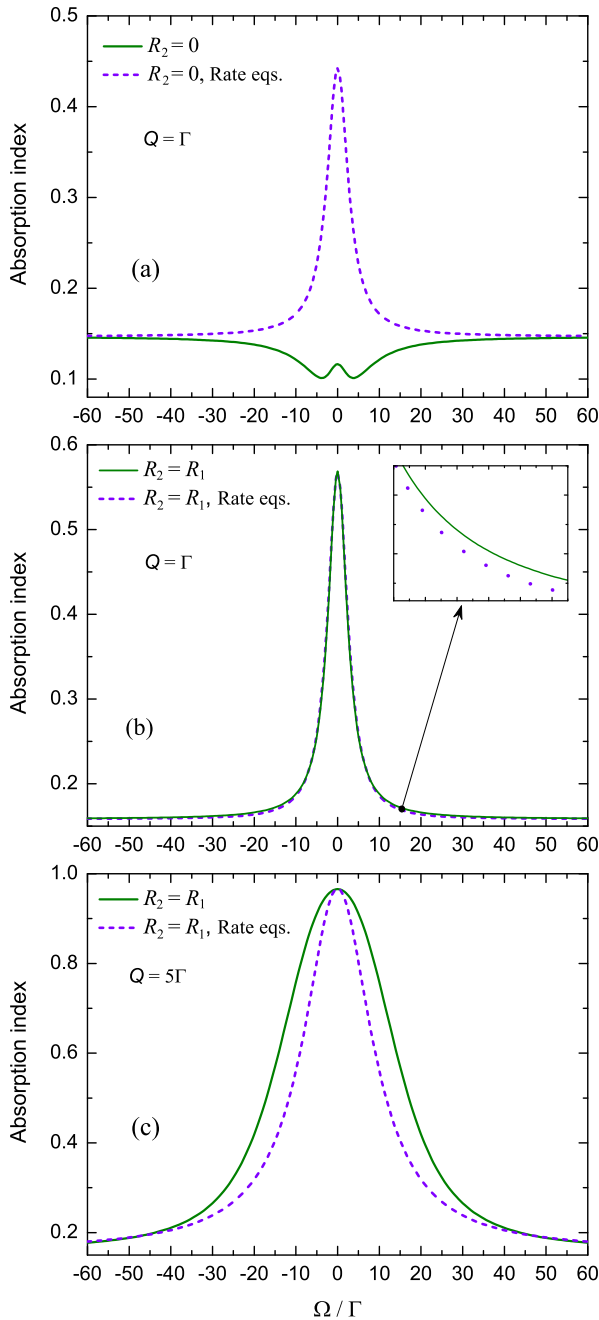 0.5
R₂ = 0
R₂ = 0, Rate eqs.
0.4
Q = Γ
0.3
Absorption index
(a)
0.2
0.1
-60 -50 -40 -30 -20 -10 0 10 20 30 40 50 60
0.6
R₂ = R₁
R₂ = R₁, Rate eqs.
0.5
Q = Γ
0.4
Absorption index
0.3
(b)
0.2
-60 -50 -40 -30 -20 -10 0 10 20 30 40 50 60
1.0
R₂ = R₁
R₂ = R₁, Rate eqs.
0.8
Q = 5Γ
0.6
Absorption index
0.4
(c)
0.2
-60 -50 -40 -30 -20 -10 0 10 20 30 40 50 60
Ω / Γ